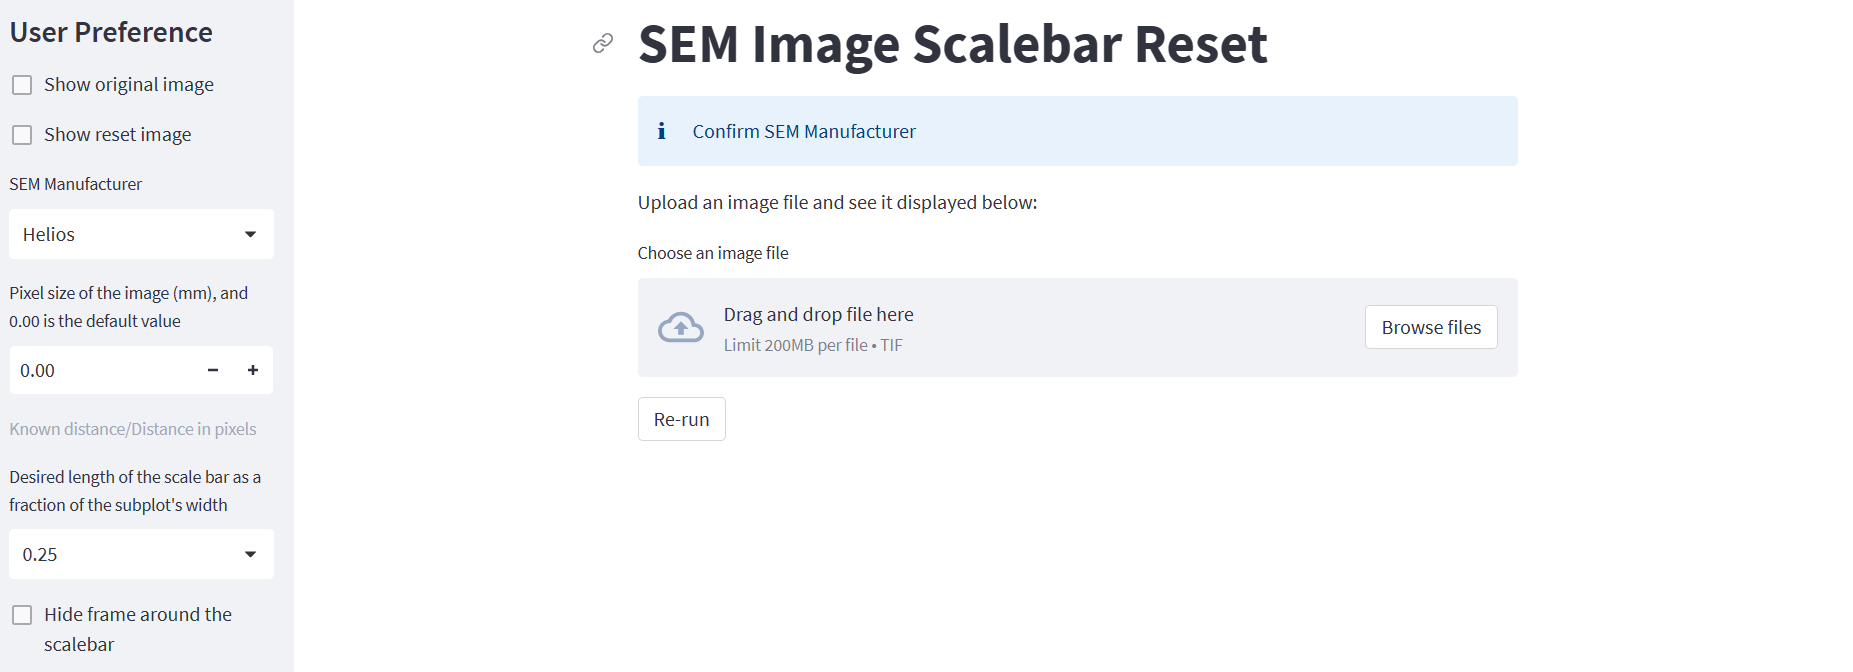 User Preference
Show original image
Show reset image
SEM Manufacturer
Helios
Pixel size of the image (mm), and
0.00 is the default value
0.00
Known distance/Distance in pixels
Desired length of the scale bar as a
fraction of the subplot's width
0.25
Hide frame around the
scalebar
SEM Image Scalebar Reset
Confirm SEM Manufacturer
Upload an image file and see it displayed below:
Choose an image file
Drag and drop file here
Limit 200MB per file • TIF
Browse files
Re-run